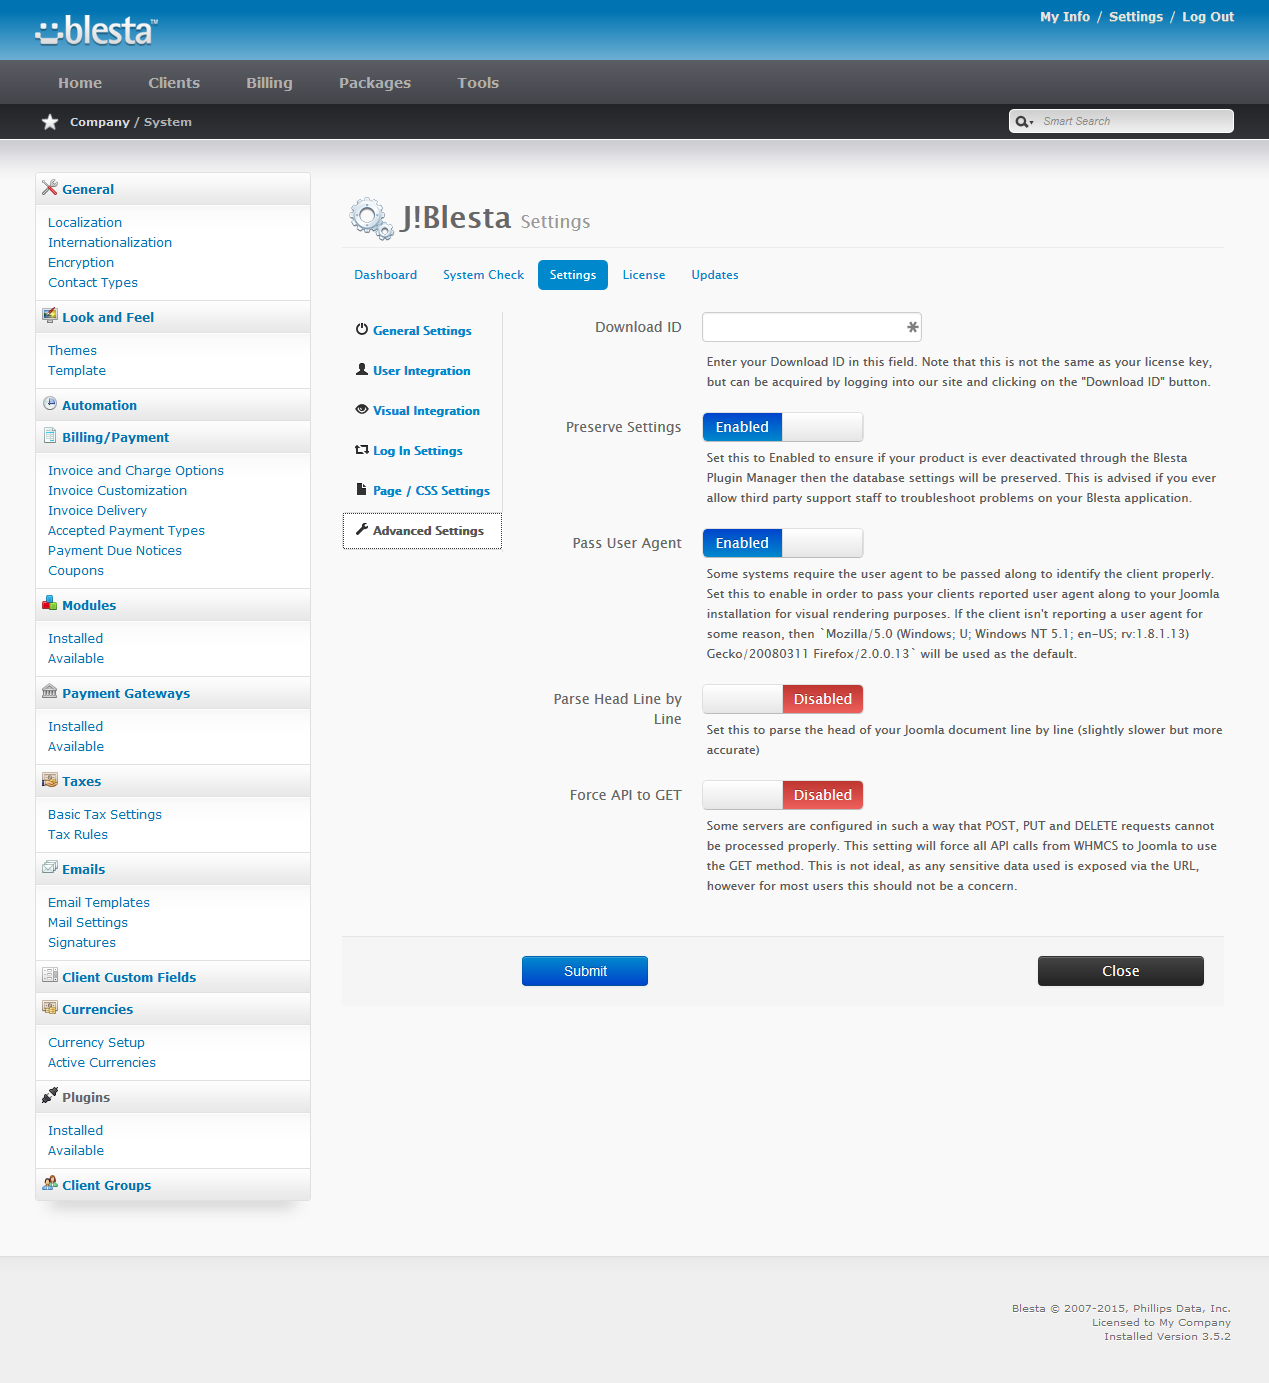 blesta™
My Info / Settings / Log Out
Home Clients Billing Packages Tools
Company / System
Smart Search
General
Localization
Internationalization
Encryption
Contact Types
Look and Feel
Themes
Template
Automation
Billing/Payment
Invoice and Charge Options
Invoice Customization
Invoice Delivery
Accepted Payment Types
Payment Due Notices
Coupons
Modules
Installed
Available
Payment Gateways
Installed
Available
Taxes
Basic Tax Settings
Tax Rules
Emails
Email Templates
Mail Settings
Signatures
Client Custom Fields
Currencies
Currency Setup
Active Currencies
Plugins
Installed
Available
Client Groups
J!Blesta Settings
Dashboard System Check Settings License Updates
General Settings
User Integration
Visual Integration
Log In Settings
Page / CSS Settings
Advanced Settings
Download ID
Enter your Download ID in this field. Note that this is not the same as your license key,
but can be acquired by logging into our site and clicking on the "Download ID" button.
Preserve Settings Enabled
Set this to Enabled to ensure if your product is ever deactivated through the Blesta
Plugin Manager then the database settings will be preserved. This is advised if you ever
allow third party support staff to troubleshoot problems on your Blesta application.
Pass User Agent Enabled
Some systems require the user agent to be passed along to identify the client properly.
Set this to enable in order to pass your clients reported user agent along to your Joomla
installation for visual rendering purposes. If the client isn't reporting a user agent for
some reason, then `Mozilla/5.0 (Windows; U; Windows NT 5.1; en-US; rv:1.8.1.13)
Gecko/20080311 Firefox/2.0.0.13` will be used as the default.
Parse Head Line by
Line
Disabled
Set this to parse the head of your Joomla document line by line (slightly slower but more
accurate)
Force API to GET Disabled
Some servers are configured in such a way that POST, PUT and DELETE requests cannot
be processed properly. This setting will force all API calls from WHMCS to Joomla to use
the GET method. This is not ideal, as any sensitive data used is exposed via the URL,
however for most users this should not be a concern.
Submit Close
Blesta © 2007-2015, Phillips Data, Inc.
Licensed to My Company
Installed Version 3.5.2